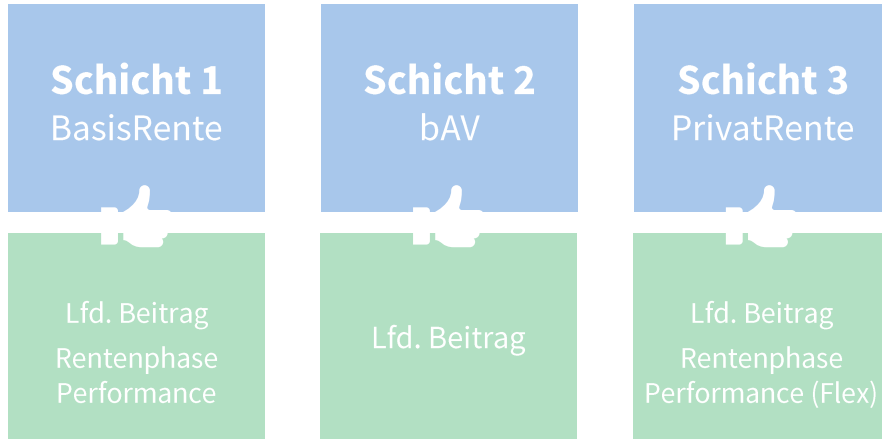 Schicht 1
BasisRente
Lfd. Beitrag
Rentenphase
Performance
Schicht 2
bAV
Lfd. Beitrag
Schicht 3
PrivatRente
Lfd. Beitrag
Rentenphase
Performance (Flex)